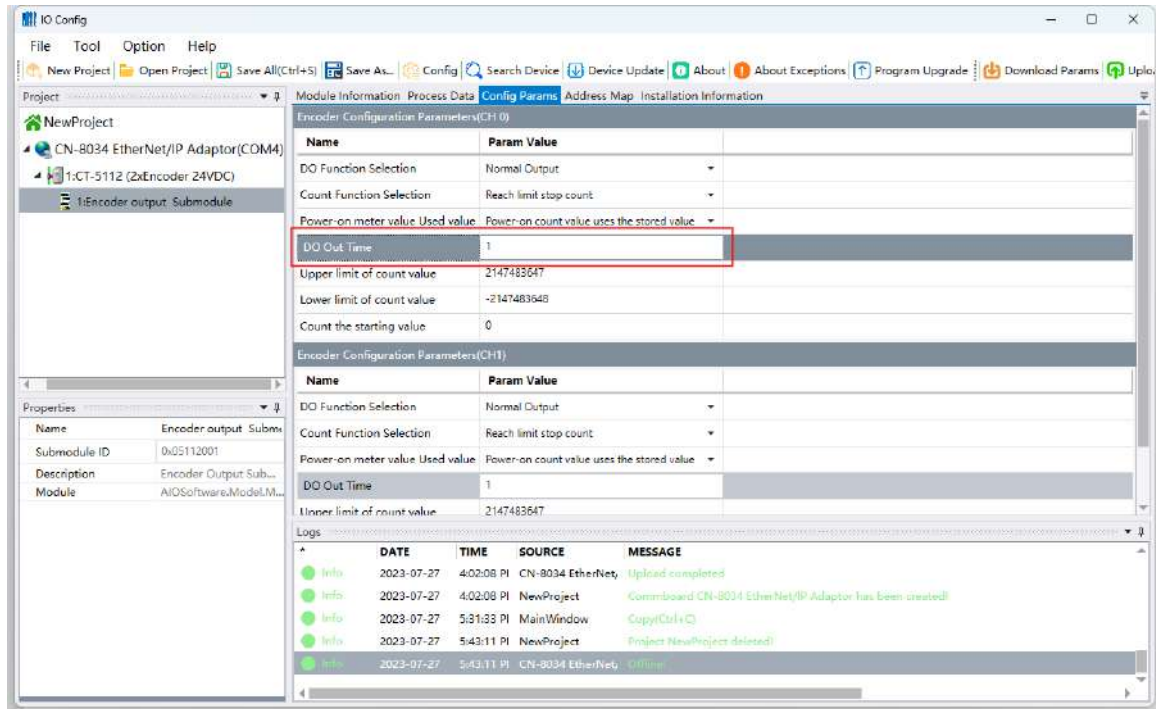 IO Config
File Tool Option Help
New Project Open Project Save All(Ctrl+S) Save As... Config Search Device Device Update About About Exceptions Program Upgrade Download Params Uplo
Project
NewProject
CN-8034 EtherNet/IP Adaptor(COM4)
1:CT-5112 (2xEncoder 24VDC)
1:Encoder output Submodule
Module Information Process Data Config Params Address Map Installation Information
Encoder Configuration Parameters(CH 0)
Name Param Value
DO Function Selection Normal Output
Count Function Selection Reach limit stop count
Power-on meter value Used value Power-on count value uses the stored value
DO Out Time 1
Upper limit of count value 2147483647
Lower limit of count value -2147483648
Count the starting value 0
Encoder Configuration Parameters(CH1)
Name Param Value
DO Function Selection Normal Output
Count Function Selection Reach limit stop count
Power-on meter value Used value Power-on count value uses the stored value
DO Out Time 1
Upper limit of count value 2147483647
Properties
Name Encoder output Subm
Submodule ID 0x05112001
Description Encoder Output Sub...
Module AIOSoftware.Model.M...
Logs
DATE TIME SOURCE MESSAGE
Info 2023-07-27 4:02:08 PI CN-8034 EtherNet, Upload completed
Info 2023-07-27 4:02:08 PI NewProject Commboard CN-8034 EtherNet/IP Adaptor has been created!
Info 2023-07-27 5:31:33 PI MainWindow Copy(Ctrl+C)
Info 2023-07-27 5:43:11 PI NewProject Project NewProject deleted!
Info 2023-07-27 5:43:11 PI CN-8034 EtherNet, Offline